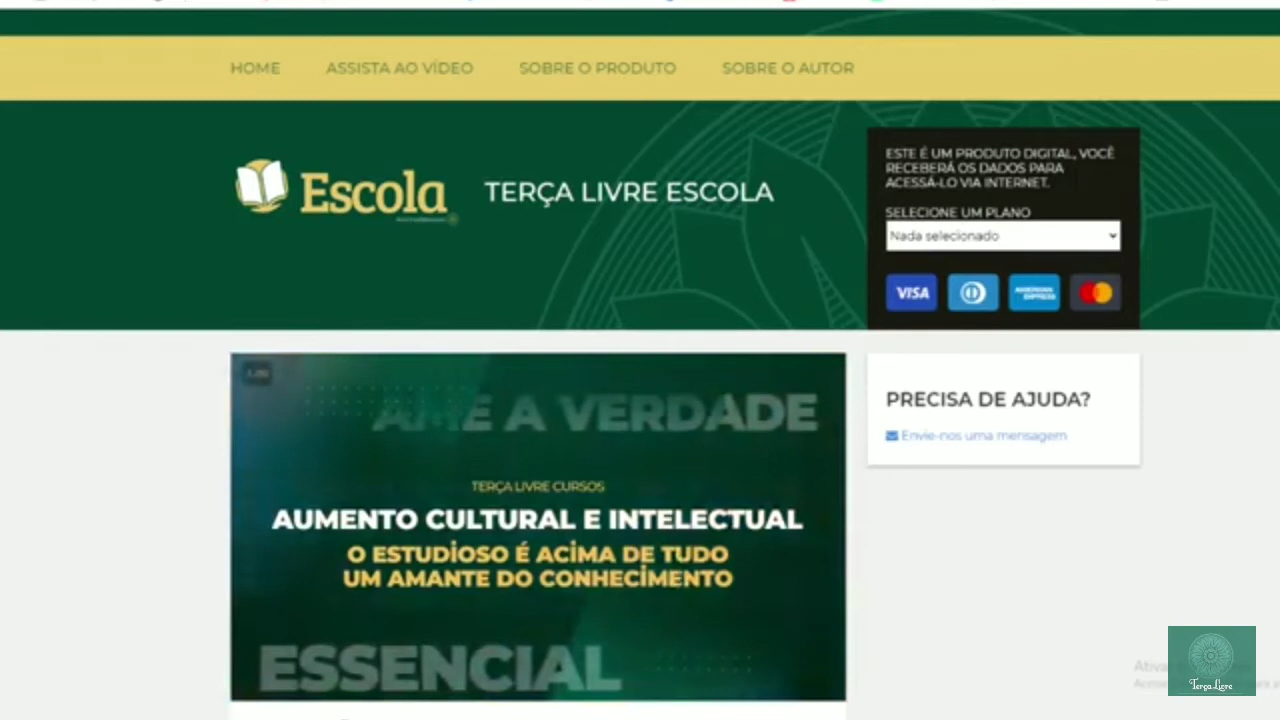 HOME ASSISTA AO VÍDEO SOBRE O PRODUTO SOBRE O AUTOR
Escola
TERÇA LIVRE ESCOLA
ESTE É UM PRODUTO DIGITAL, VOCÊ
RECEBERÁ OS DADOS PARA
ACESSÁ-LO VIA INTERNET.
SELECIONE UM PLANO
Nada selecionado
VISA
AMERICAN
EXPRESS
AME A VERDADE
TERÇA LIVRE CURSOS
AUMENTO CULTURAL E INTELECTUAL
O ESTUDIOSO É ACIMA DE TUDO
UM AMANTE DO CONHECIMENTO
ESSENCIAL
PRECISA DE AJUDA?
Envie-nos uma mensagem
Terça Livre